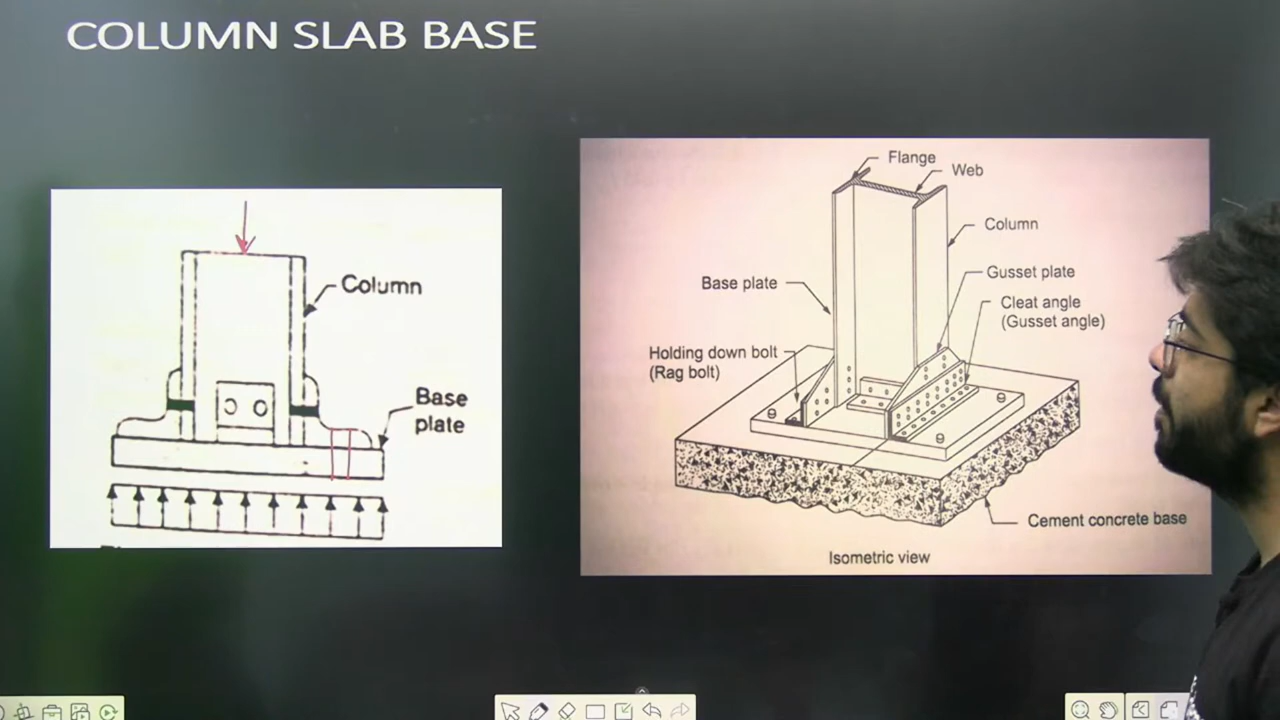 COLUMN SLAB BASE
Column
Base
plate
Flange
Web
Column
Gusset plate
Cleat angle
(Gusset angle)
Base plate
Holding down bolt
(Rag bolt)
Cement concrete base
Isometric view